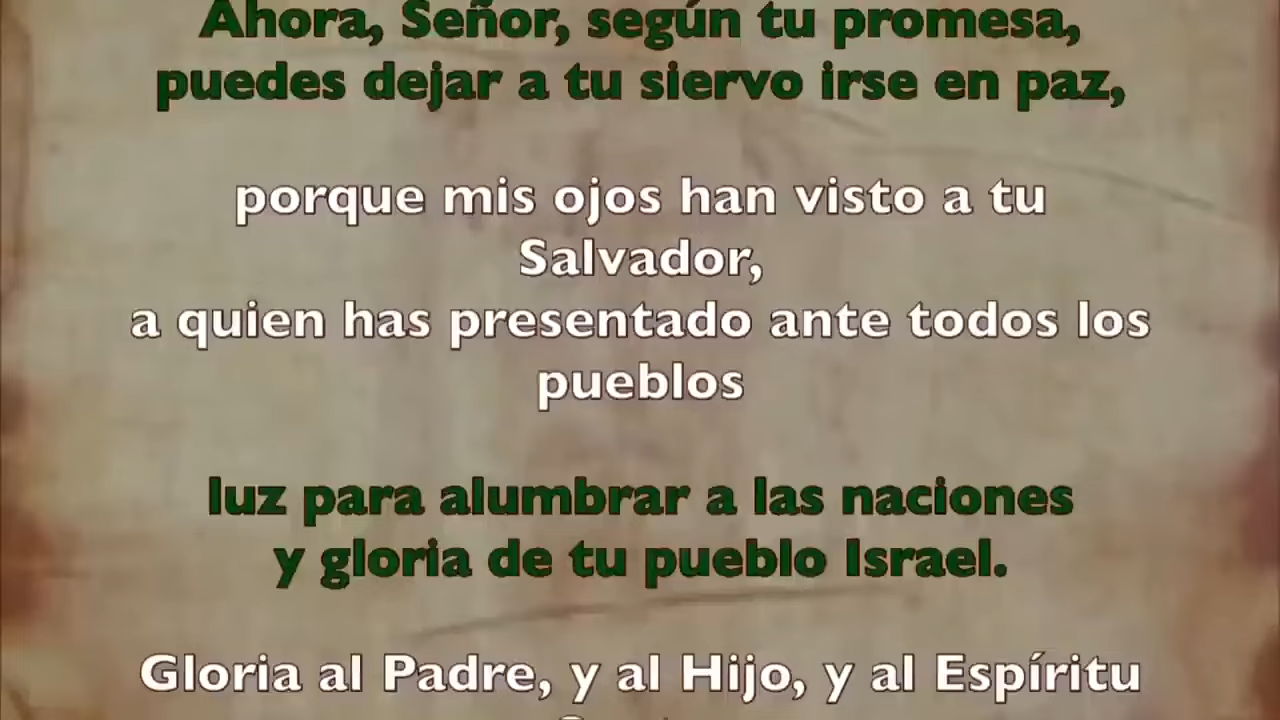 Ahora, Señor, según tu promesa,
puedes dejar a tu siervo irse en paz,
porque mis ojos han visto a tu
Salvador,
a quien has presentado ante todos los
pueblos
luz para alumbrar a las naciones
y gloria de tu pueblo Israel.
Gloria al Padre, y al Hijo, y al Espíritu